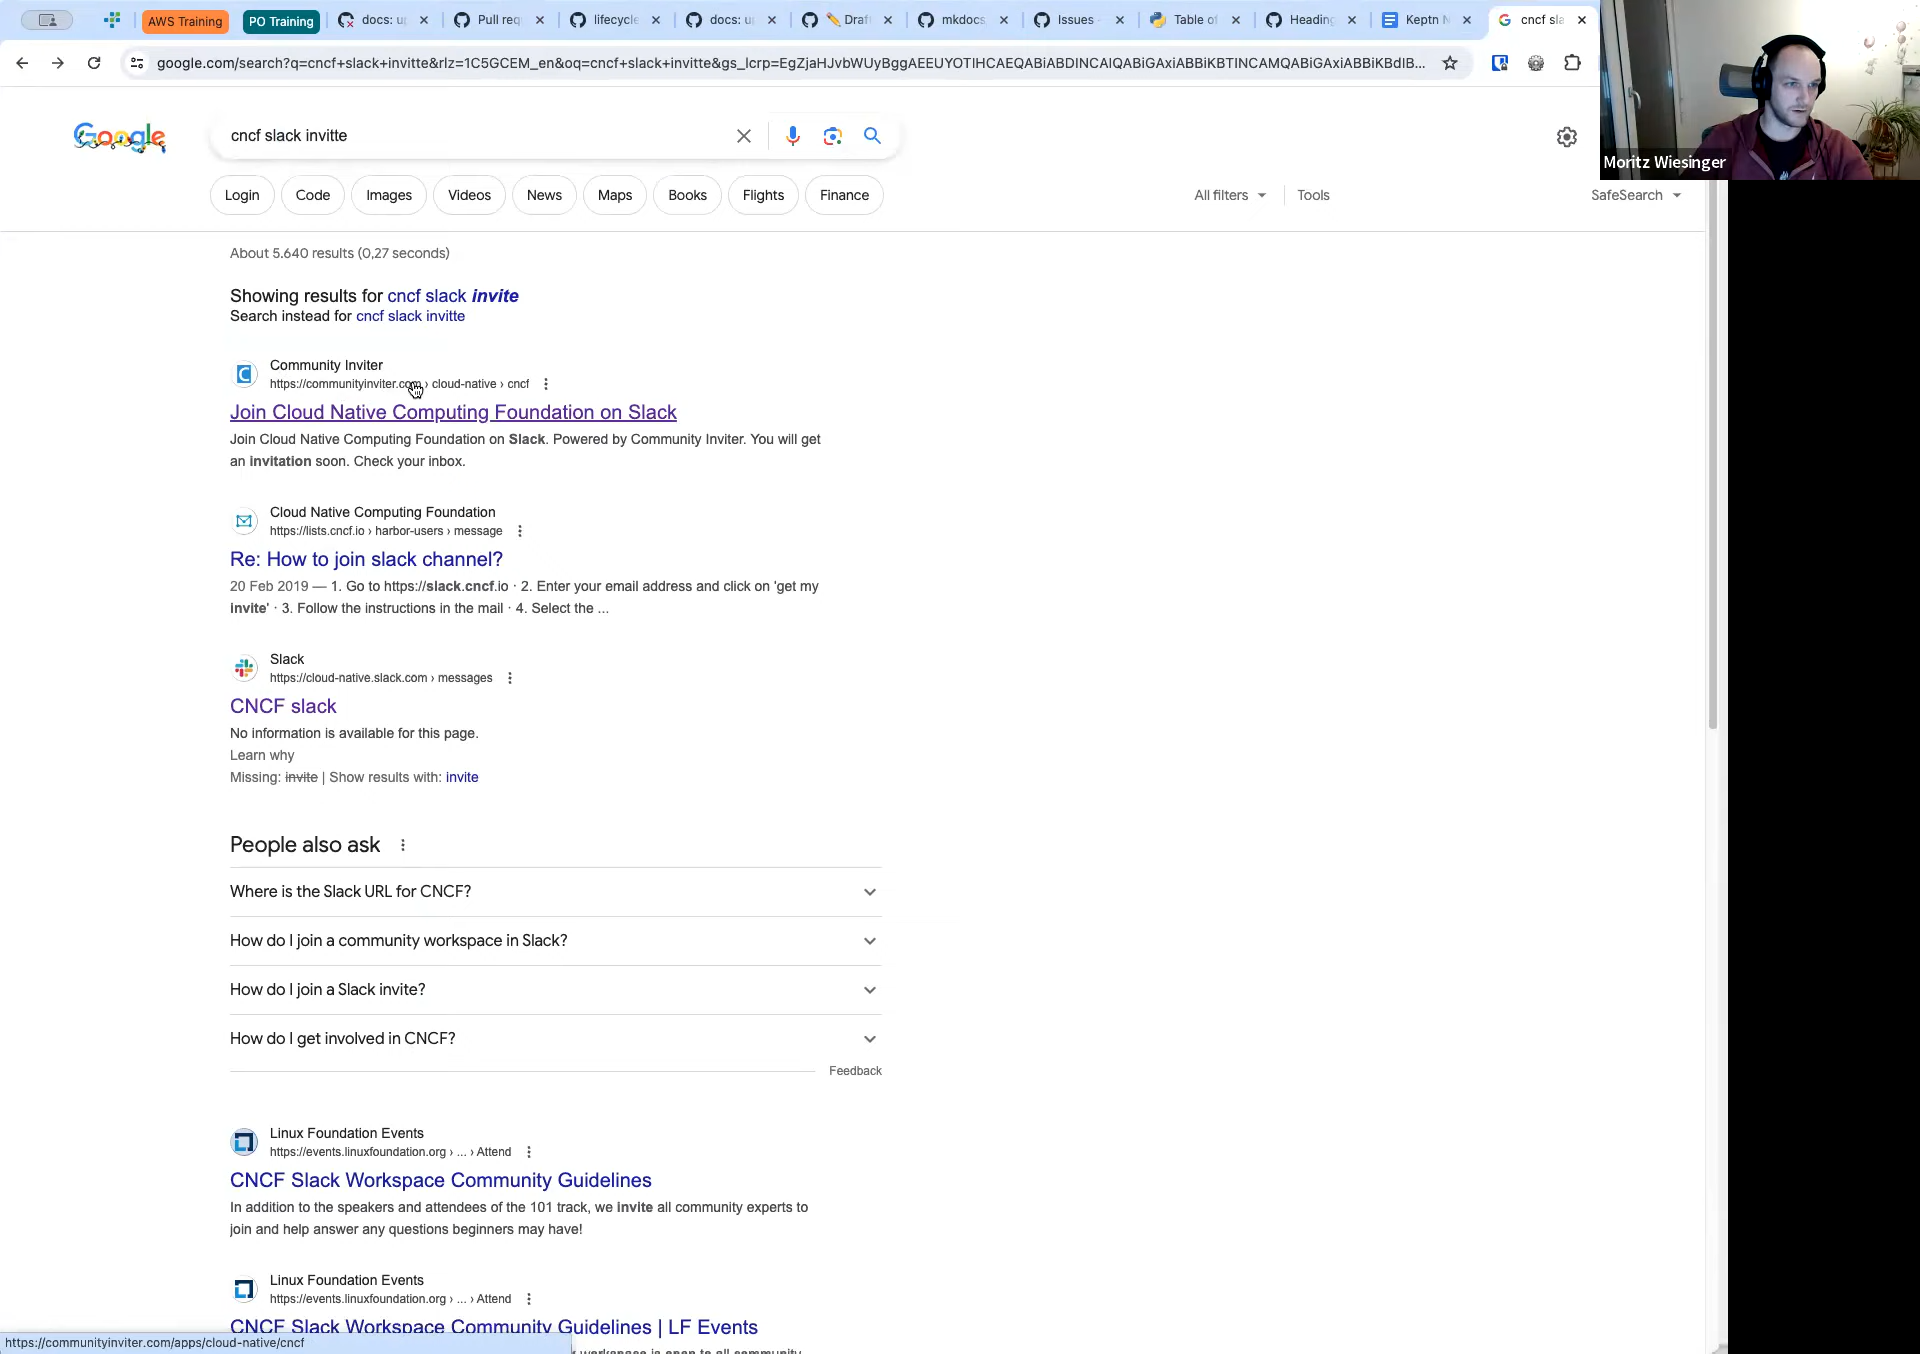 AWS Training
PO Training
docs: u
Pull req
lifecycle
docs: u
Draf
mkdocs
Issues
Table of
Heading
Keptn N
cncf sla
google.com/search?q=cncf+slack+invitte&rlz=1C5GCEM_en&oq=cncf+slack+invitte&gs_lcrp=EgZjaHJvbWUyBggAEEUYOTIHCAEQABiABDINCAIQABiGAxiABBiKBTINCAMQABiGAxiABBiKBdIB...
Moritz Wiesinger
Google
cncf slack invitte
Login
Code
Images
Videos
News
Maps
Books
Flights
Finance
All filters
Tools
SafeSearch
About 5.640 results (0,27 seconds)
Showing results for cncf slack invite
Search instead for cncf slack invitte
Community Inviter
https://communityinviter.com › cloud-native › cncf
Join Cloud Native Computing Foundation on Slack
Join Cloud Native Computing Foundation on Slack. Powered by Community Inviter. You will get
an invitation soon. Check your inbox.
Cloud Native Computing Foundation
https://lists.cncf.io › harbor-users › message
Re: How to join slack channel?
20 Feb 2019 — 1. Go to https://slack.cncf.io · 2. Enter your email address and click on 'get my
invite' · 3. Follow the instructions in the mail · 4. Select the ...
Slack
https://cloud-native.slack.com › messages
CNCF slack
No information is available for this page.
Learn why
Missing: invite | Show results with: invite
People also ask
Where is the Slack URL for CNCF?
How do I join a community workspace in Slack?
How do I join a Slack invite?
How do I get involved in CNCF?
Feedback
Linux Foundation Events
https://events.linuxfoundation.org › ... › Attend
CNCF Slack Workspace Community Guidelines
In addition to the speakers and attendees of the 101 track, we invite all community experts to
join and help answer any questions beginners may have!
Linux Foundation Events
https://events.linuxfoundation.org › ... › Attend
CNCF Slack Workspace Community Guidelines | LF Events
workspace is open to all community
https://communityinviter.com/apps/cloud-native/cncf